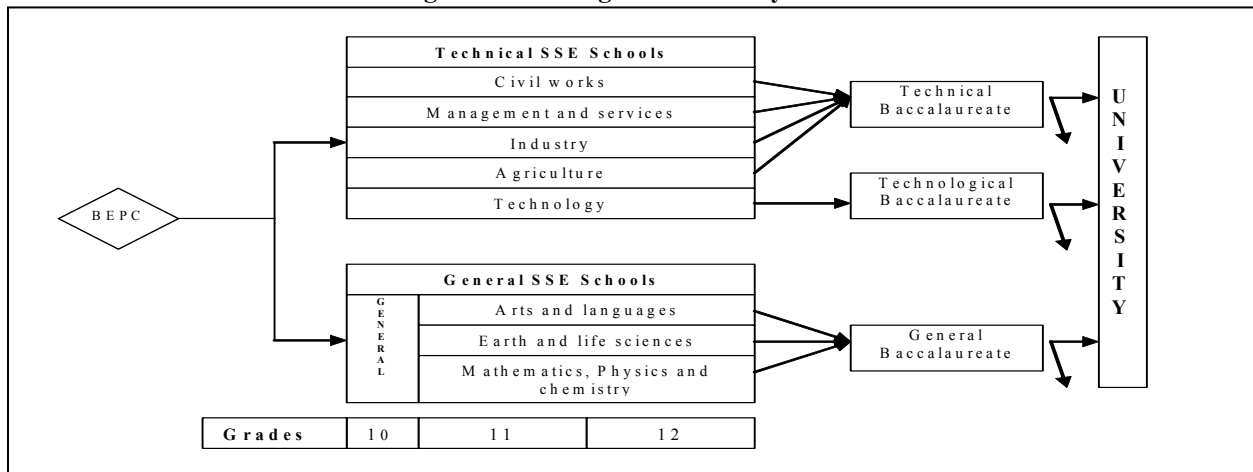 Technical SSE Schools
Civil works
Management and services
Industry
Agriculture
Technology
BEPC
Technical
Baccalaureate
Technological
Baccalaureate
UNIVERSITY
General SSE Schools
GENERAL
Arts and languages
Earth and life sciences
Mathematics, Physics and
chemistry
General
Baccalaureate
Grades 10 11 12